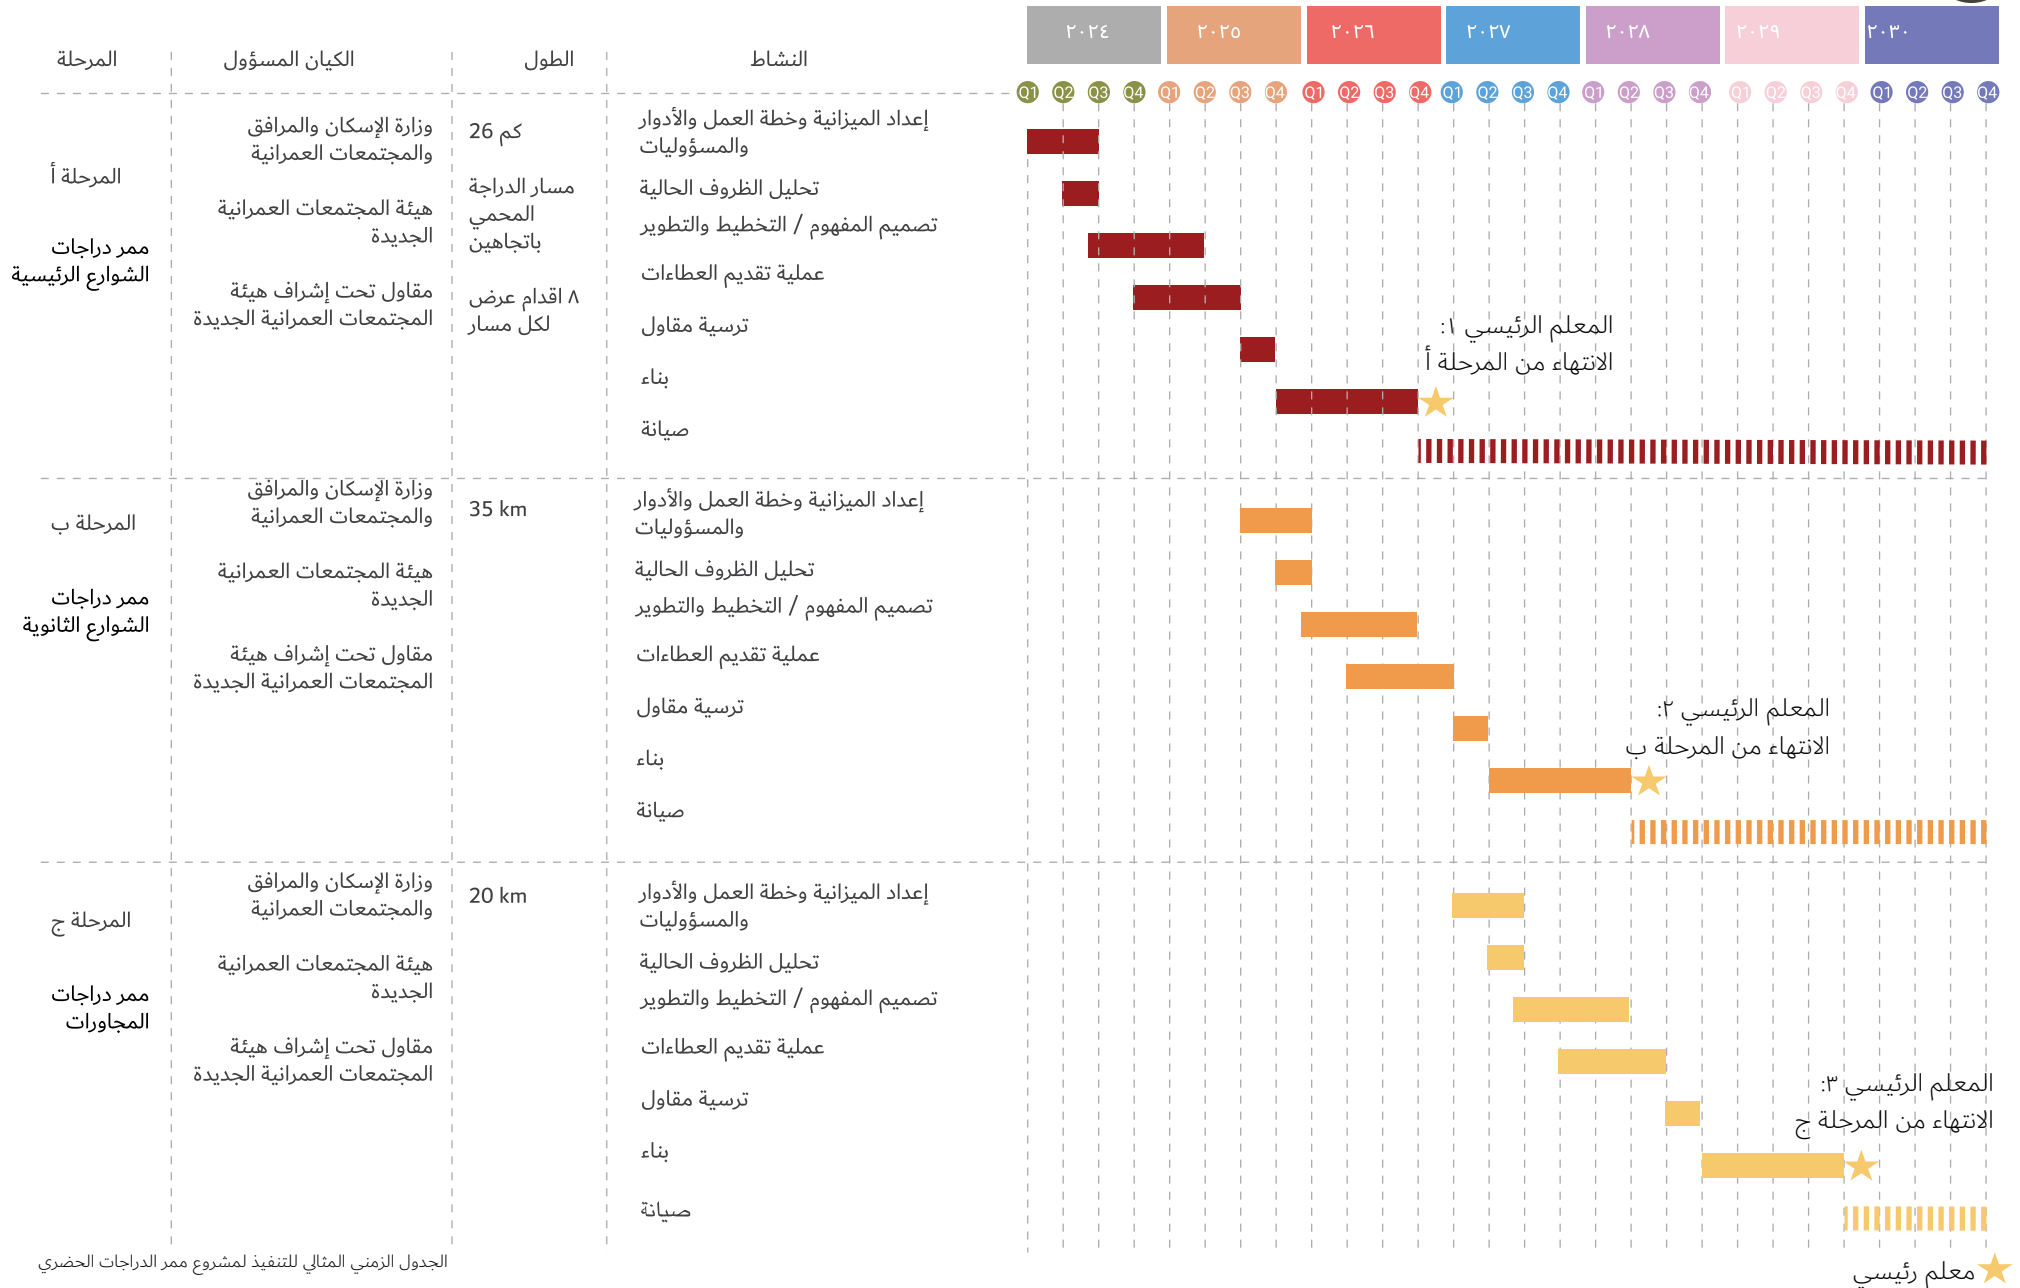 ٢٠٢٤ ٢٠٢٥ ٢٠٢٦ ٢٠٢٧ ٢٠٢٨ ٢٠٢٩ ٢٠٣٠
المرحلة الكيان المسؤول الطول النشاط
Q1 Q2 Q3 Q4 Q1 Q2 Q3 Q4 Q1 Q2 Q3 Q4 Q1 Q2 Q3 Q4 Q1 Q2 Q3 Q4 Q1 Q2 Q3 Q4 Q1 Q2 Q3 Q4
المرحلة أ
ممر دراجات
الشوارع الرئيسية
وزارة الإسكان والمرافق
والمجتمعات العمرانية
هيئة المجتمعات العمرانية
الجديدة
مقاول تحت إشراف هيئة
المجتمعات العمرانية الجديدة
26 كم
مسار الدراجة
المحمي
باتجاهين
٨ اقدام عرض
لكل مسار
إعداد الميزانية وخطة العمل والأدوار
والمسؤوليات
تحليل الظروف الحالية
تصميم المفهوم / التخطيط والتطوير
عملية تقديم العطاءات
ترسية مقاول
بناء
صيانة
المعلم الرئيسي ١:
الانتهاء من المرحلة أ
المرحلة ب
ممر دراجات
الشوارع الثانوية
وزارة الإسكان والمرافق
والمجتمعات العمرانية
هيئة المجتمعات العمرانية
الجديدة
مقاول تحت إشراف هيئة
المجتمعات العمرانية الجديدة
35 km
إعداد الميزانية وخطة العمل والأدوار
والمسؤوليات
تحليل الظروف الحالية
تصميم المفهوم / التخطيط والتطوير
عملية تقديم العطاءات
ترسية مقاول
بناء
صيانة
المعلم الرئيسي ٢:
الانتهاء من المرحلة ب
المرحلة ج
ممر دراجات
المجاورات
وزارة الإسكان والمرافق
والمجتمعات العمرانية
هيئة المجتمعات العمرانية
الجديدة
مقاول تحت إشراف هيئة
المجتمعات العمرانية الجديدة
20 km
إعداد الميزانية وخطة العمل والأدوار
والمسؤوليات
تحليل الظروف الحالية
تصميم المفهوم / التخطيط والتطوير
عملية تقديم العطاءات
ترسية مقاول
بناء
صيانة
المعلم الرئيسي ٣:
الانتهاء من المرحلة ج
الجدول الزمني المثالي للتنفيذ لمشروع ممر الدراجات الحضري
معلم رئيسي